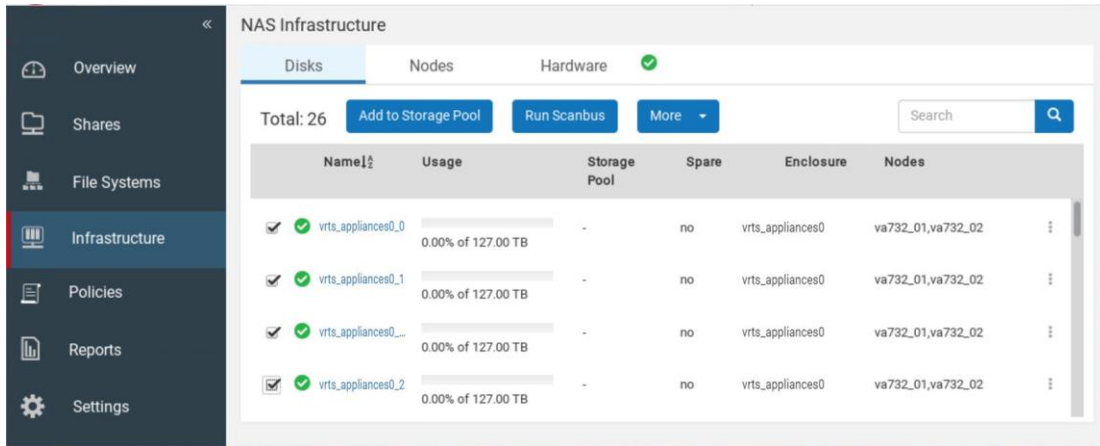 «
NAS Infrastructure
Overview
Shares
File Systems
Infrastructure
Policies
Reports
Settings
Disks Nodes Hardware
Total: 26 Add to Storage Pool Run Scanbus More Search
Name Usage Storage Pool Spare Enclosure Nodes
vrts_appliances0_0 0.00% of 127.00 TB - no vrts_appliances0 va732_01,va732_02
vrts_appliances0_1 0.00% of 127.00 TB - no vrts_appliances0 va732_01,va732_02
vrts_appliances0_... 0.00% of 127.00 TB - no vrts_appliances0 va732_01,va732_02
vrts_appliances0_2 0.00% of 127.00 TB - no vrts_appliances0 va732_01,va732_02